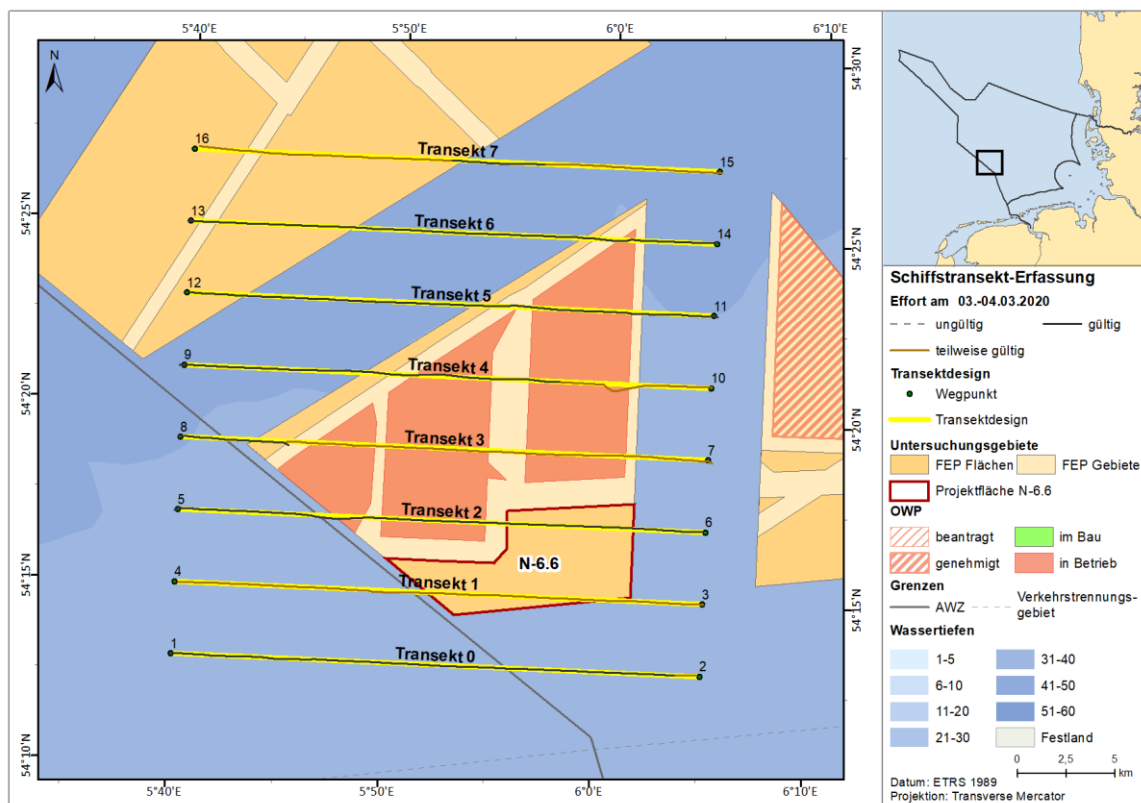 5°40'E
5°50'E
6°0'E
6°10'E
N
54°30'N
54°25'N
54°25'N
54°20'N
54°20'N
54°15'N
54°15'N
54°10'N
5°40'E
5°50'E
6°0'E
6°10'E
16
Transekt 7
15
13
Transekt 6
14
12
Transekt 5
11
9
Transekt 4
10
8
Transekt 3
7
5
Transekt 2
6
N-6.6
4
Transekt 1
3
1
Transekt 0
2
Schiffstransekt-Erfassung
Effort am 03.-04.03.2020
ungültig
gültig
teilweise gültig
Transektdesign
Wegpunkt
Transektdesign
Untersuchungsgebiete
FEP Flächen
FEP Gebiete
Projektfläche N-6.6
OWP
beantragt
im Bau
genehmigt
in Betrieb
Grenzen
AWZ
Verkehrstrennungs-
gebiet
Wassertiefen
1-5
31-40
6-10
41-50
11-20
51-60
21-30
Festland
0 2,5 5
km
Datum: ETRS 1989
Projektion: Transverse Mercator